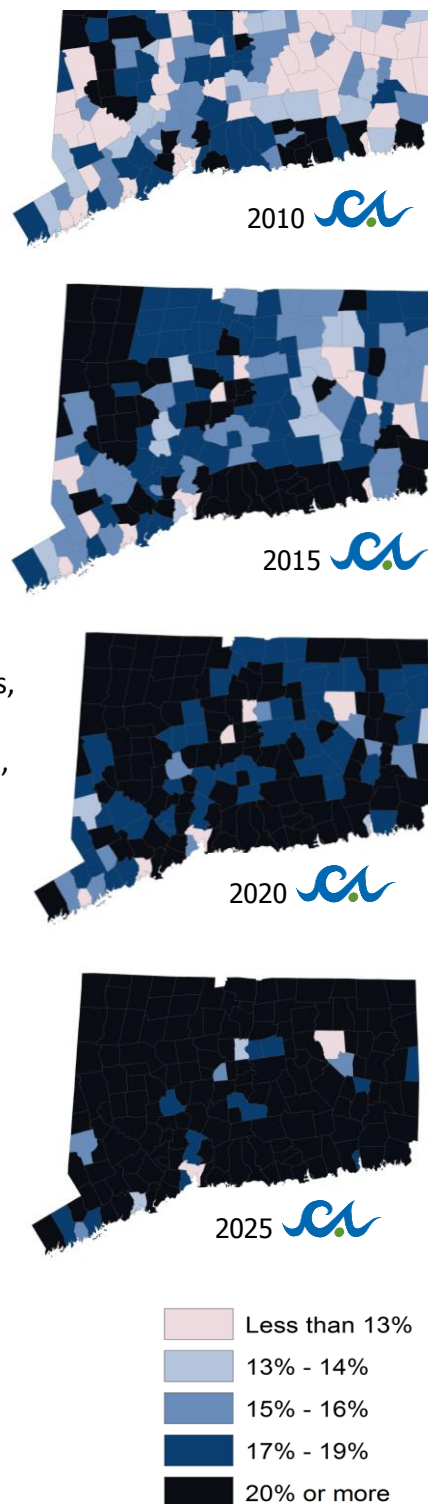 2010
2015
s,
,
2020
2025
Less than 13%
13% - 14%
15% - 16%
17% - 19%
20% or more